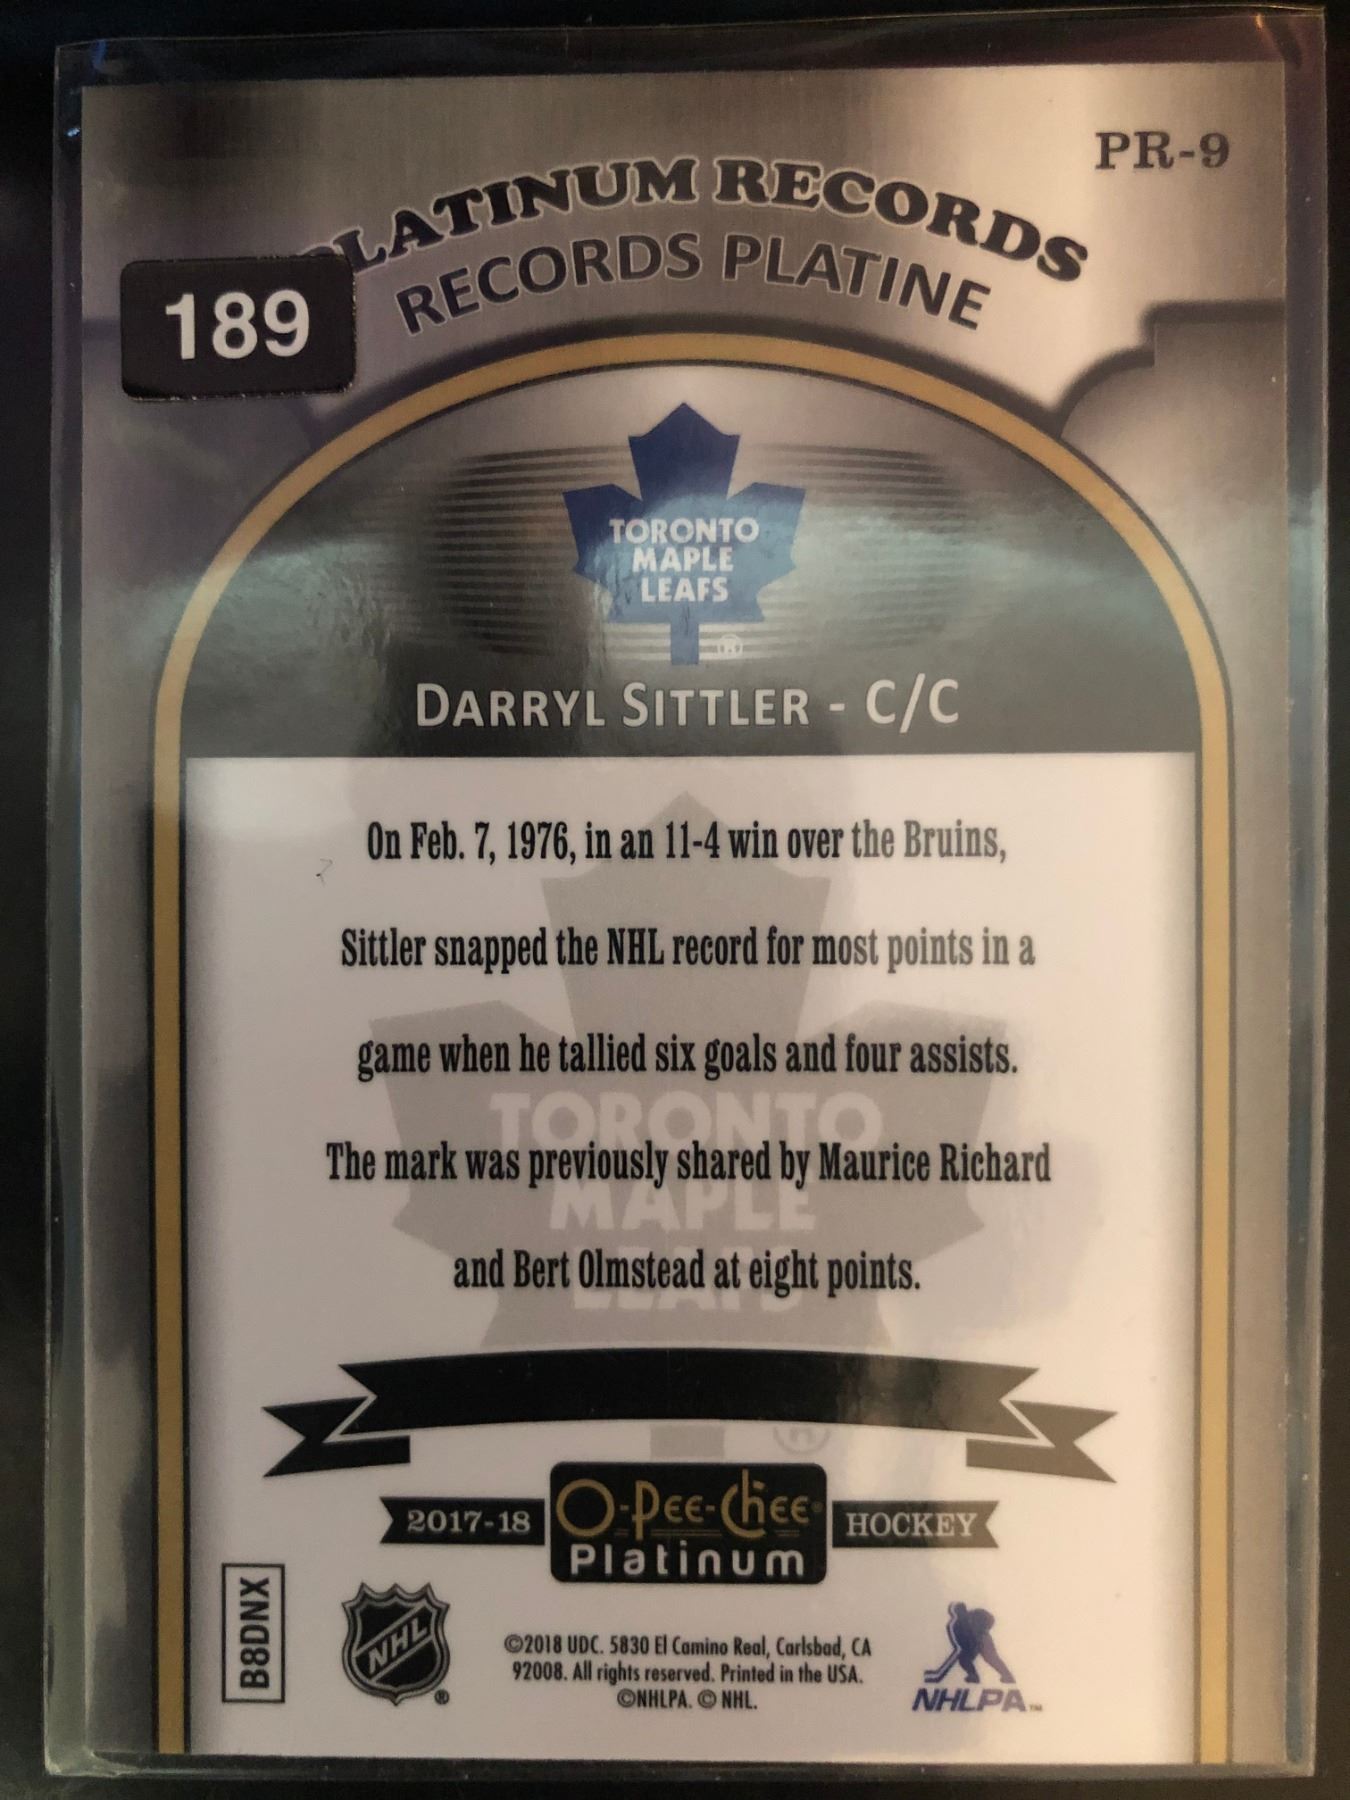 PR-9
PLATINUM RECORDS
RECORDS PLATINE
189
TORONTO
MAPLE
LEAFS
®
DARRYL SITTLER - C/C
On Feb. 7, 1976, in an 11-4 win over the Bruins,
Sittler snapped the NHL record for most points in a
game when he tallied six goals and four assists.
The mark was previously shared by Maurice Richard
and Bert Olmstead at eight points.
TORONTO
MAPLE
LEAFS
®
2017-18
O-Pee-Chee®
Platinum
HOCKEY
B8DNX
NHL®
©2018 UDC. 5830 El Camino Real, Carlsbad, CA
92008. All rights reserved. Printed in the USA.
©NHLPA. © NHL.
NHLPA™